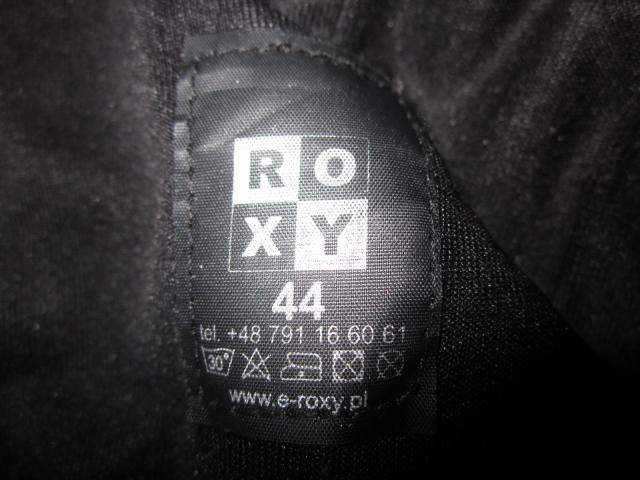 RO
XY
44
tel. +48 791 16 60 61
30°
www.e-roxy.pl